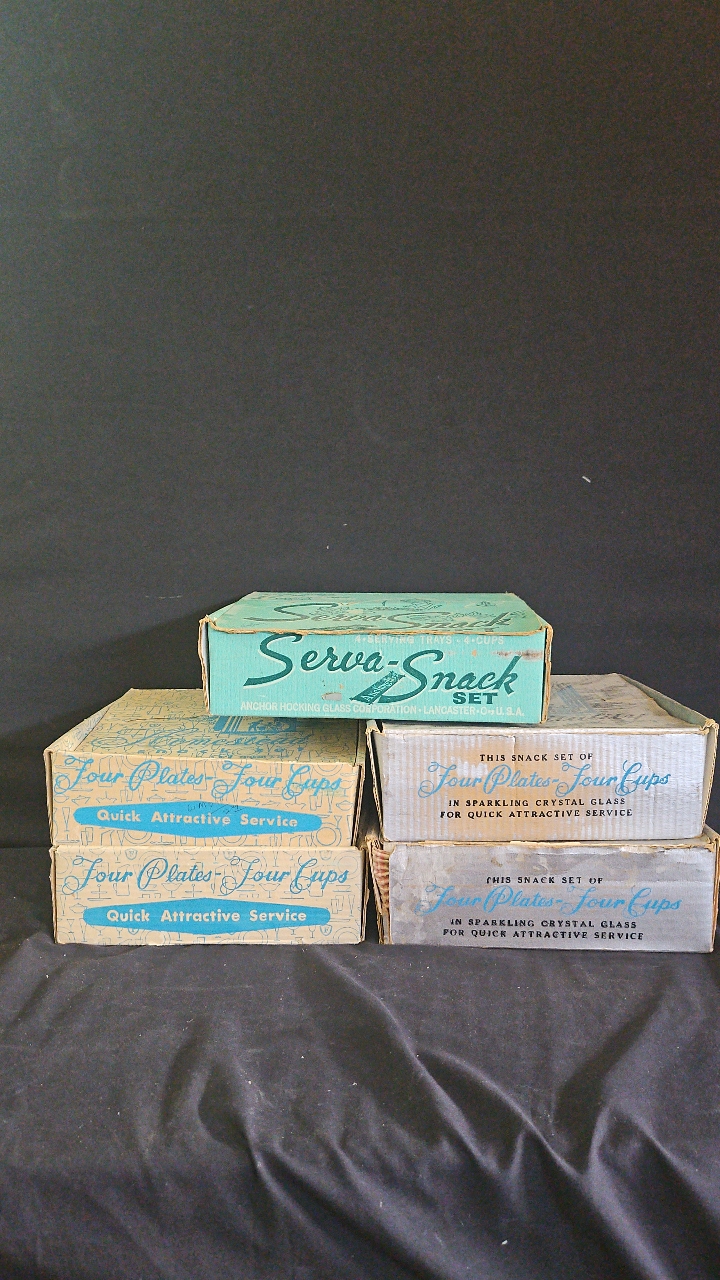 Serva-Snack
4 • SERVING TRAYS • 4 • CUPS
Serva-Snack
SET
ANCHOR HOCKING GLASS CORPORATION • LANCASTER • O • U.S.A.
Four Plates - Four Cups
Quick Attractive Service
THIS SNACK SET OF
Four Plates - Four Cups
IN SPARKLING CRYSTAL GLASS
FOR QUICK ATTRACTIVE SERVICE
Four Plates - Four Cups
Quick Attractive Service
THIS SNACK SET OF
Four Plates - Four Cups
IN SPARKLING CRYSTAL GLASS
FOR QUICK ATTRACTIVE SERVICE